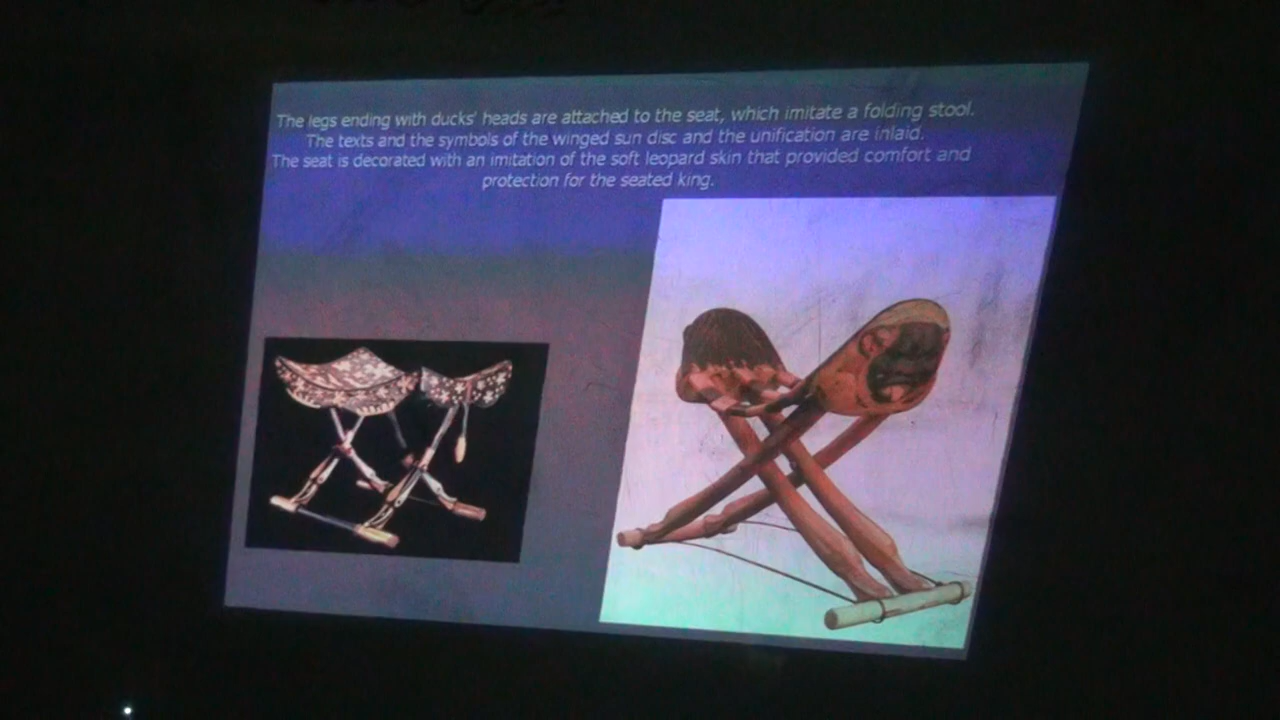 The legs ending with ducks' heads are attached to the seat, which imitate a folding stool.
The texts and the symbols of the winged sun disc and the unification are inlaid.
The seat is decorated with an imitation of the soft leopard skin that provided comfort and
protection for the seated king.